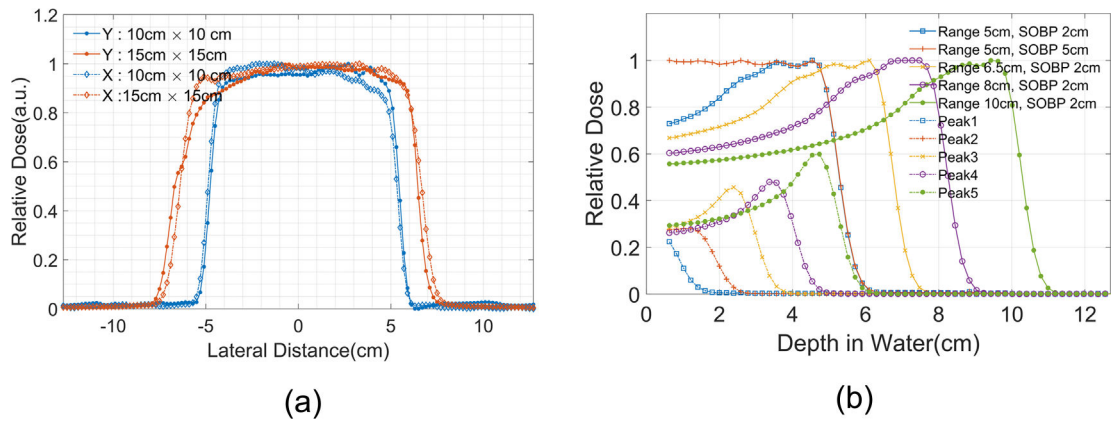 1.2
1
0.8
0.6
0.4
0.2
0
-10
-5
0
5
10
Relative Dose(a.u.)
Lateral Distance(cm)
Y : 10cm × 10 cm
Y : 15cm × 15cm
X : 10cm × 10 cm
X :15cm × 15cm
(a)
1
0.8
0.6
0.4
0.2
0
0
2
4
6
8
10
12
Relative Dose
Depth in Water(cm)
Range 5cm, SOBP 2cm
Range 5cm, SOBP 5cm
Range 6.5cm, SOBP 2cm
Range 8cm, SOBP 2cm
Range 10cm, SOBP 2cm
Peak1
Peak2
Peak3
Peak4
Peak5
(b)